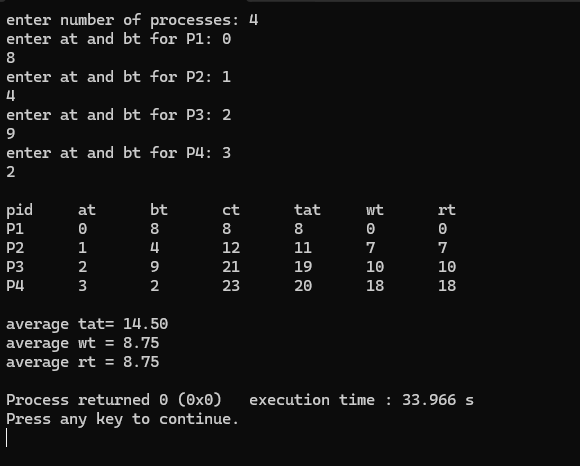 enter number of processes: 4
enter at and bt for P1: 0
8
enter at and bt for P2: 1
4
enter at and bt for P3: 2
9
enter at and bt for P4: 3
2
pid at bt ct tat wt rt
P1 0 8 8 8 0 0
P2 1 4 12 11 7 7
P3 2 9 21 19 10 10
P4 3 2 23 20 18 18
average tat= 14.50
average wt = 8.75
average rt = 8.75
Process returned 0 (0x0) execution time : 33.966 s
Press any key to continue.